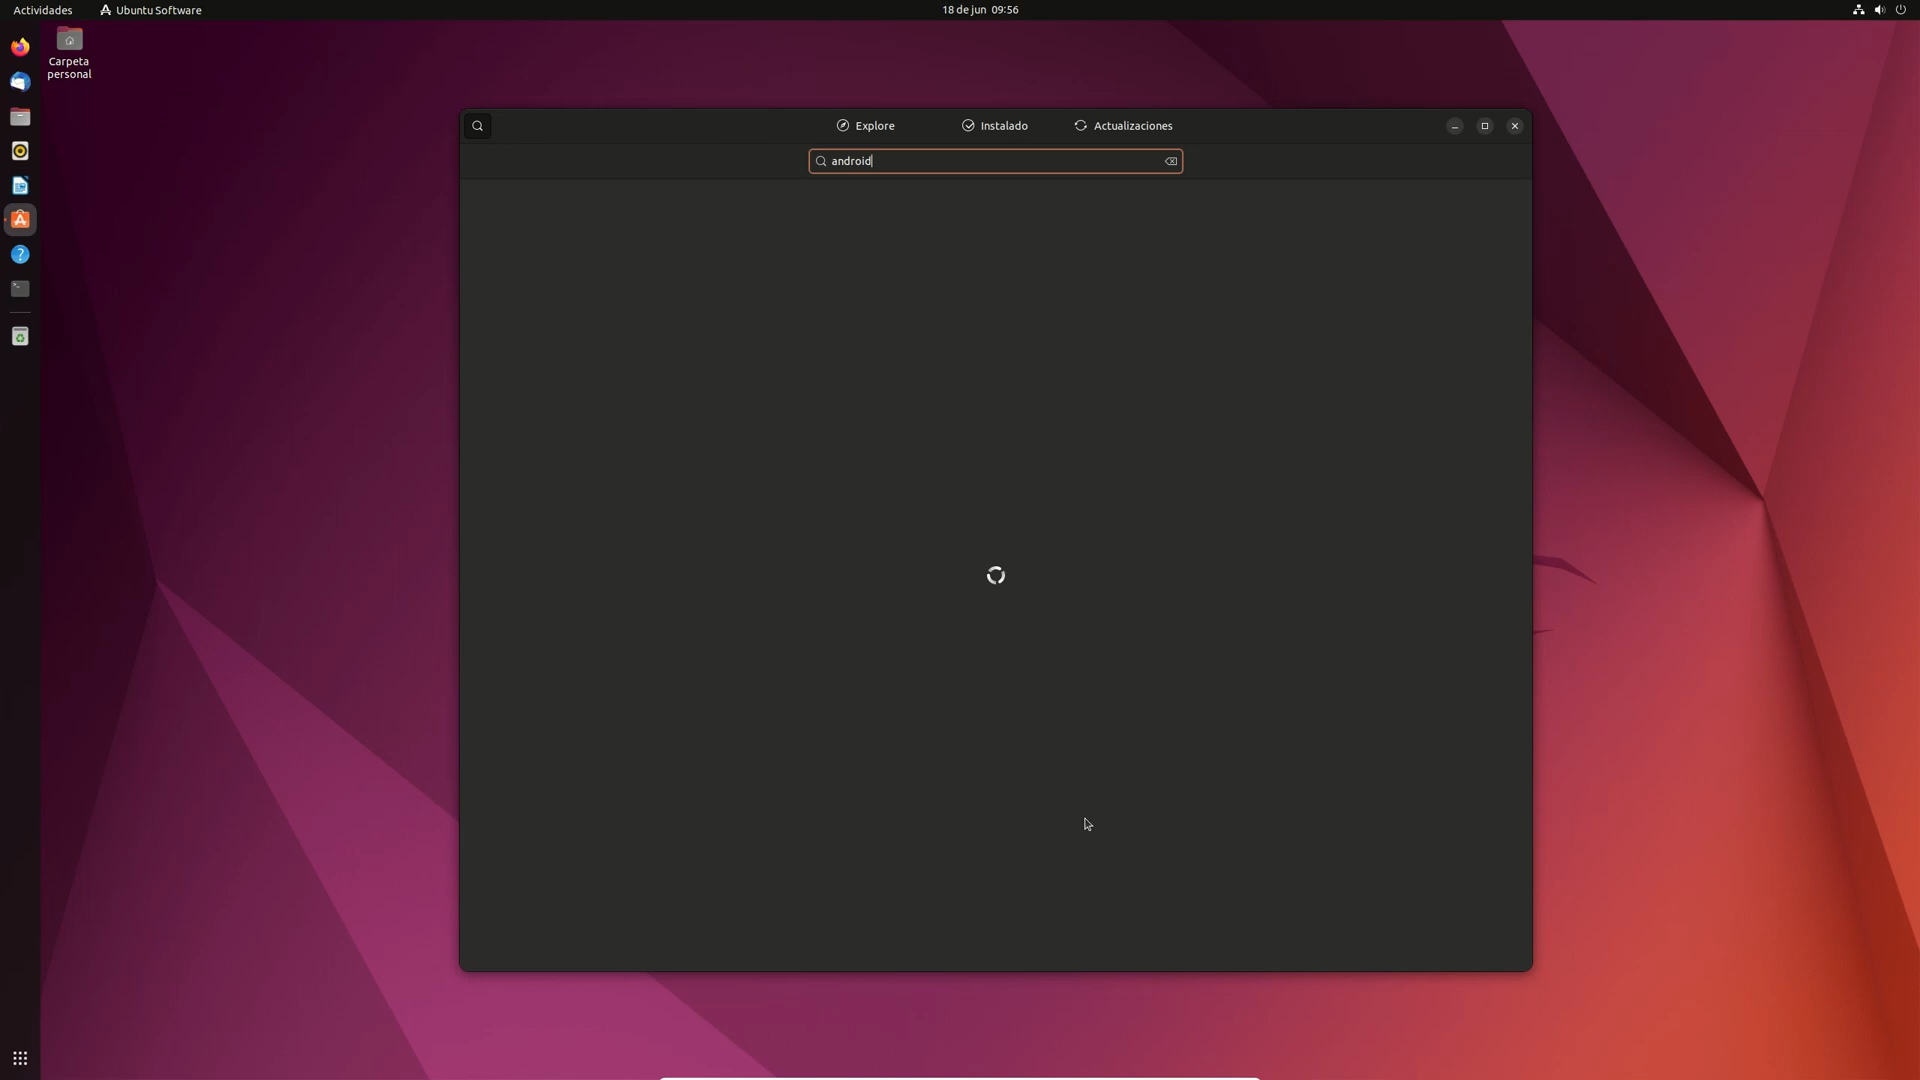 Actividades
Ubuntu Software
18 de jun 09:56
Carpeta
personal
Explore
Instalado
Actualizaciones
android